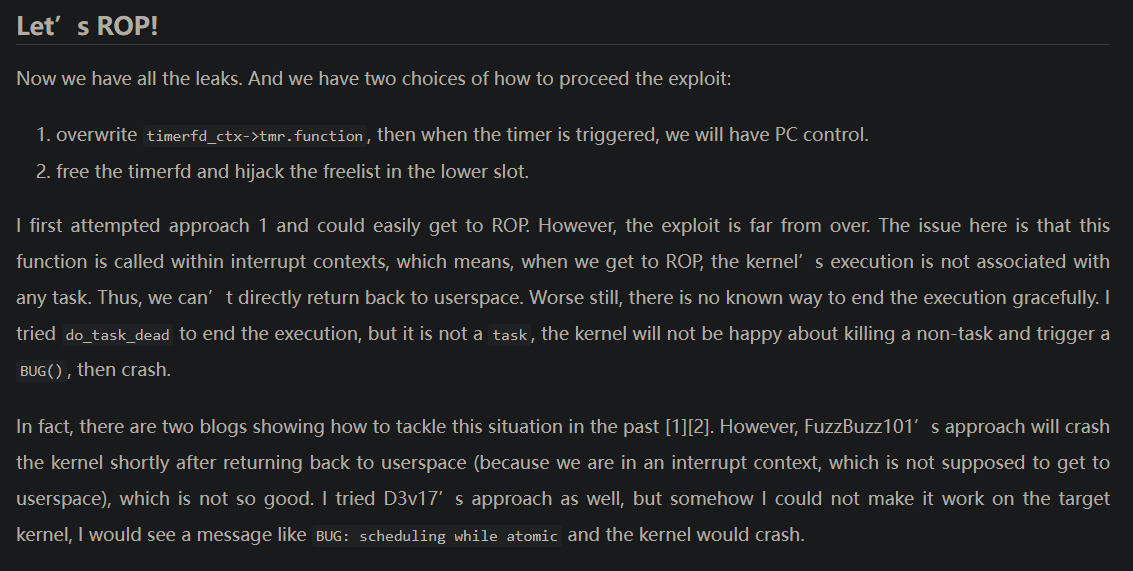 Let’s ROP!
Now we have all the leaks. And we have two choices of how to proceed the exploit:
1. overwrite timerfd_ctx->tmr.function, then when the timer is triggered, we will have PC control.
2. free the timerfd and hijack the freelist in the lower slot.
I first attempted approach 1 and could easily get to ROP. However, the exploit is far from over. The issue here is that this
function is called within interrupt contexts, which means, when we get to ROP, the kernel’s execution is not associated with
any task. Thus, we can’t directly return back to userspace. Worse still, there is no known way to end the execution gracefully. I
tried do_task_dead to end the execution, but it is not a task, the kernel will not be happy about killing a non-task and trigger a
BUG(), then crash.
In fact, there are two blogs showing how to tackle this situation in the past [1][2]. However, FuzzBuzz101’s approach will crash
the kernel shortly after returning back to userspace (because we are in an interrupt context, which is not supposed to get to
userspace), which is not so good. I tried D3v17’s approach as well, but somehow I could not make it work on the target
kernel, I would see a message like BUG: scheduling while atomic and the kernel would crash.